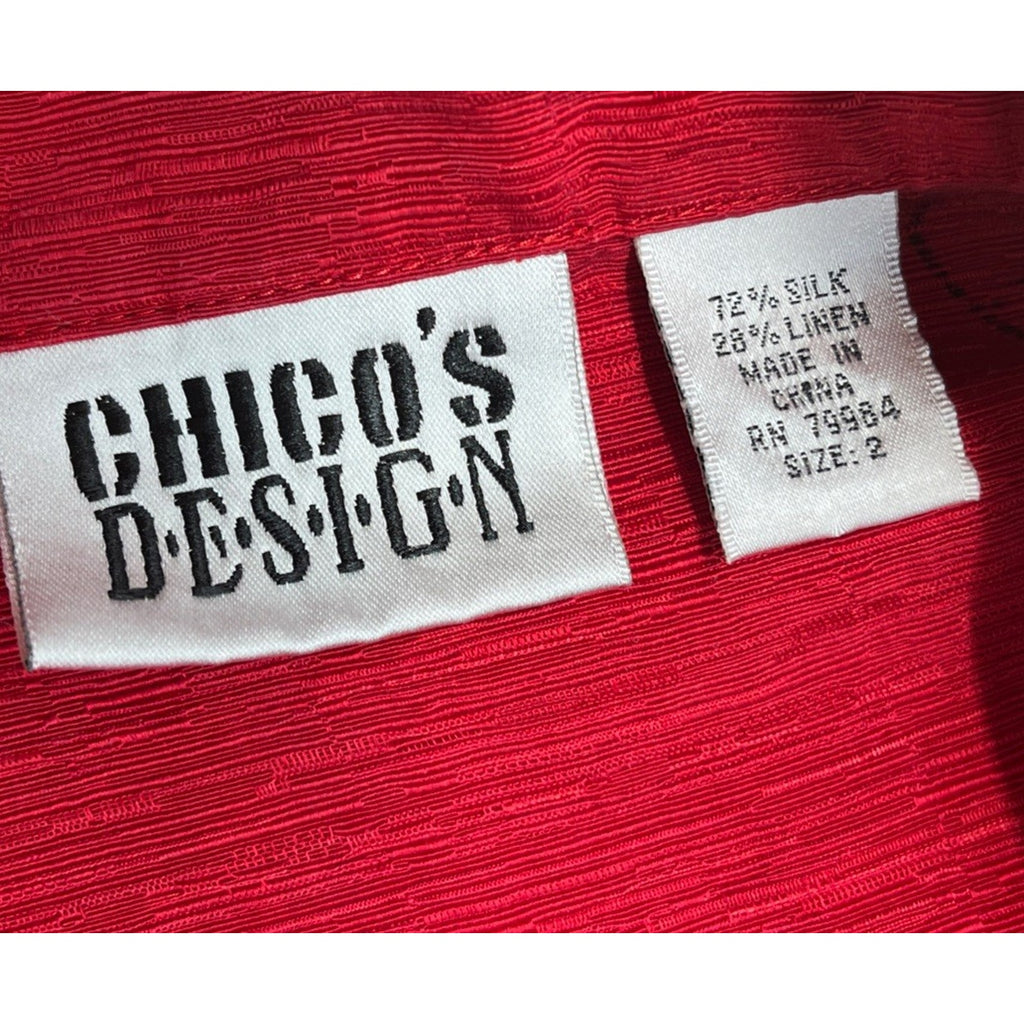 CHICO'S
D·E·S·I·G·N
72% SILK
28% LINEN
MADE IN
CHINA
RN 79984
SIZE: 2